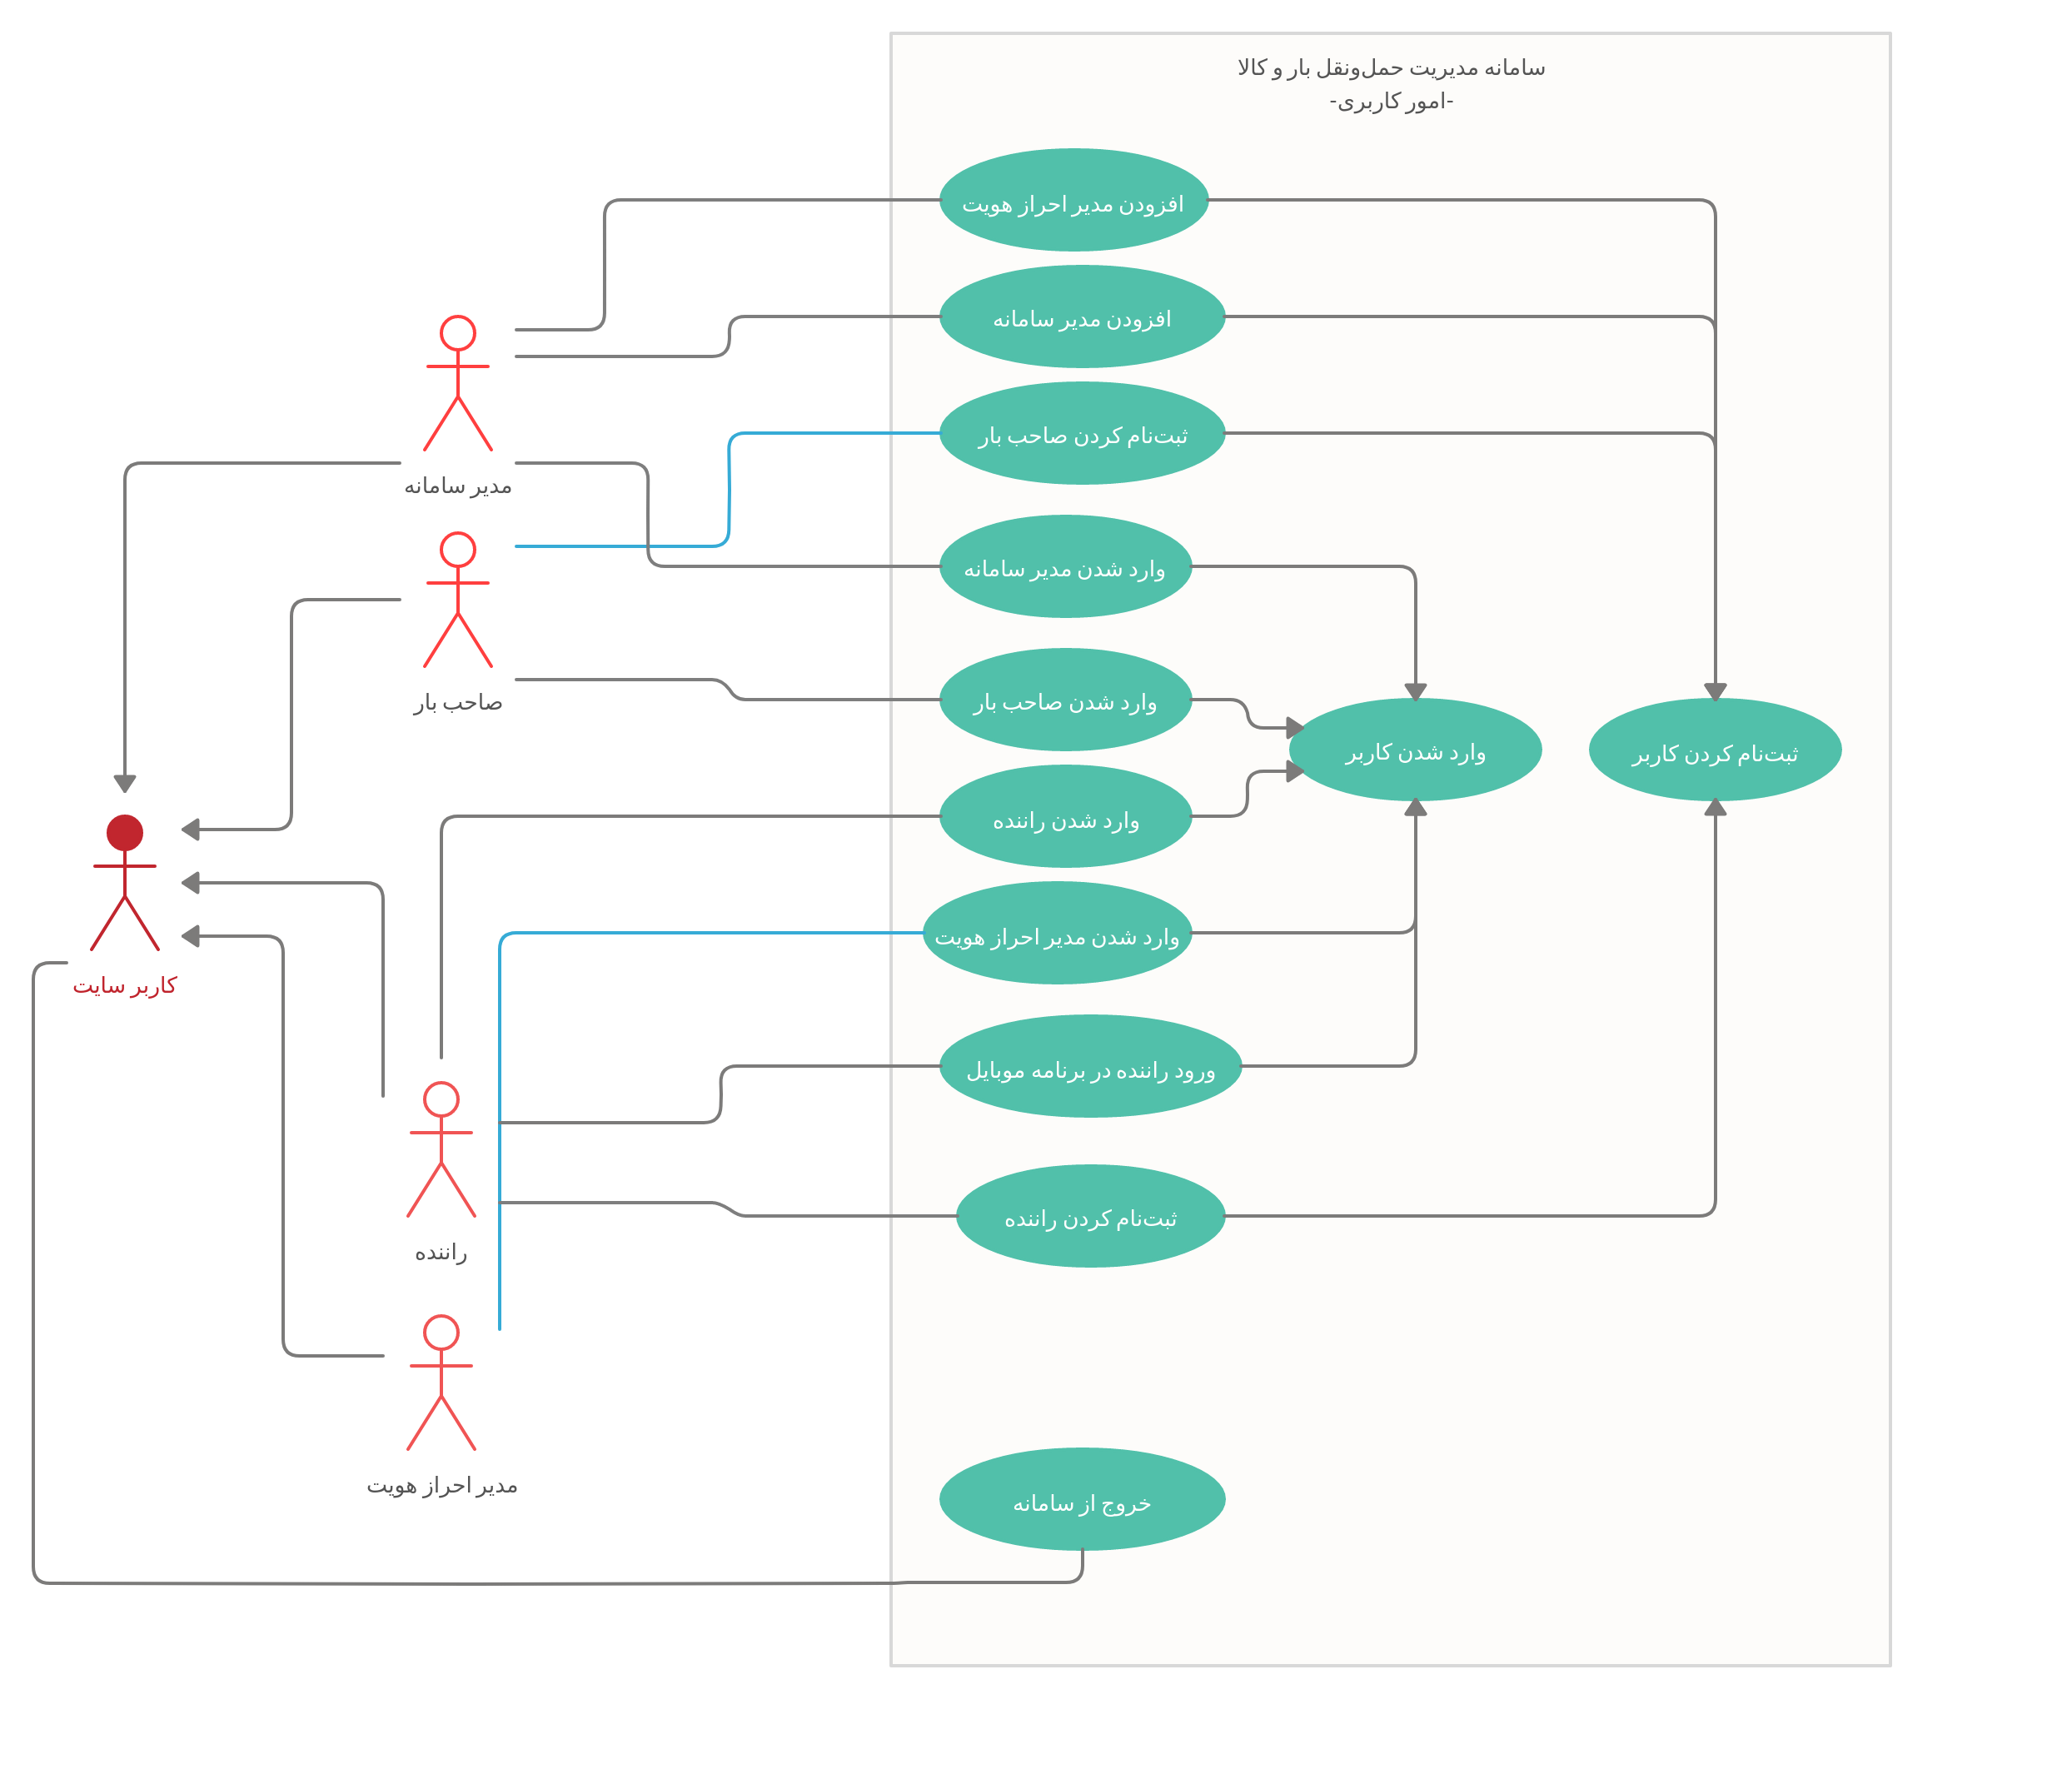 سامانه مدیریت حمل‌ونقل بار و کالا
-امور کاربری-
افزودن مدیر احراز هویت
افزودن مدیر سامانه
ثبت‌نام کردن صاحب بار
مدیر سامانه
وارد شدن مدیر سامانه
صاحب بار
وارد شدن صاحب بار
وارد شدن کاربر
ثبت‌نام کردن کاربر
وارد شدن راننده
وارد شدن مدیر احراز هویت
کاربر سایت
ورود راننده در برنامه موبایل
ثبت‌نام کردن راننده
راننده
مدیر احراز هویت
خروج از سامانه